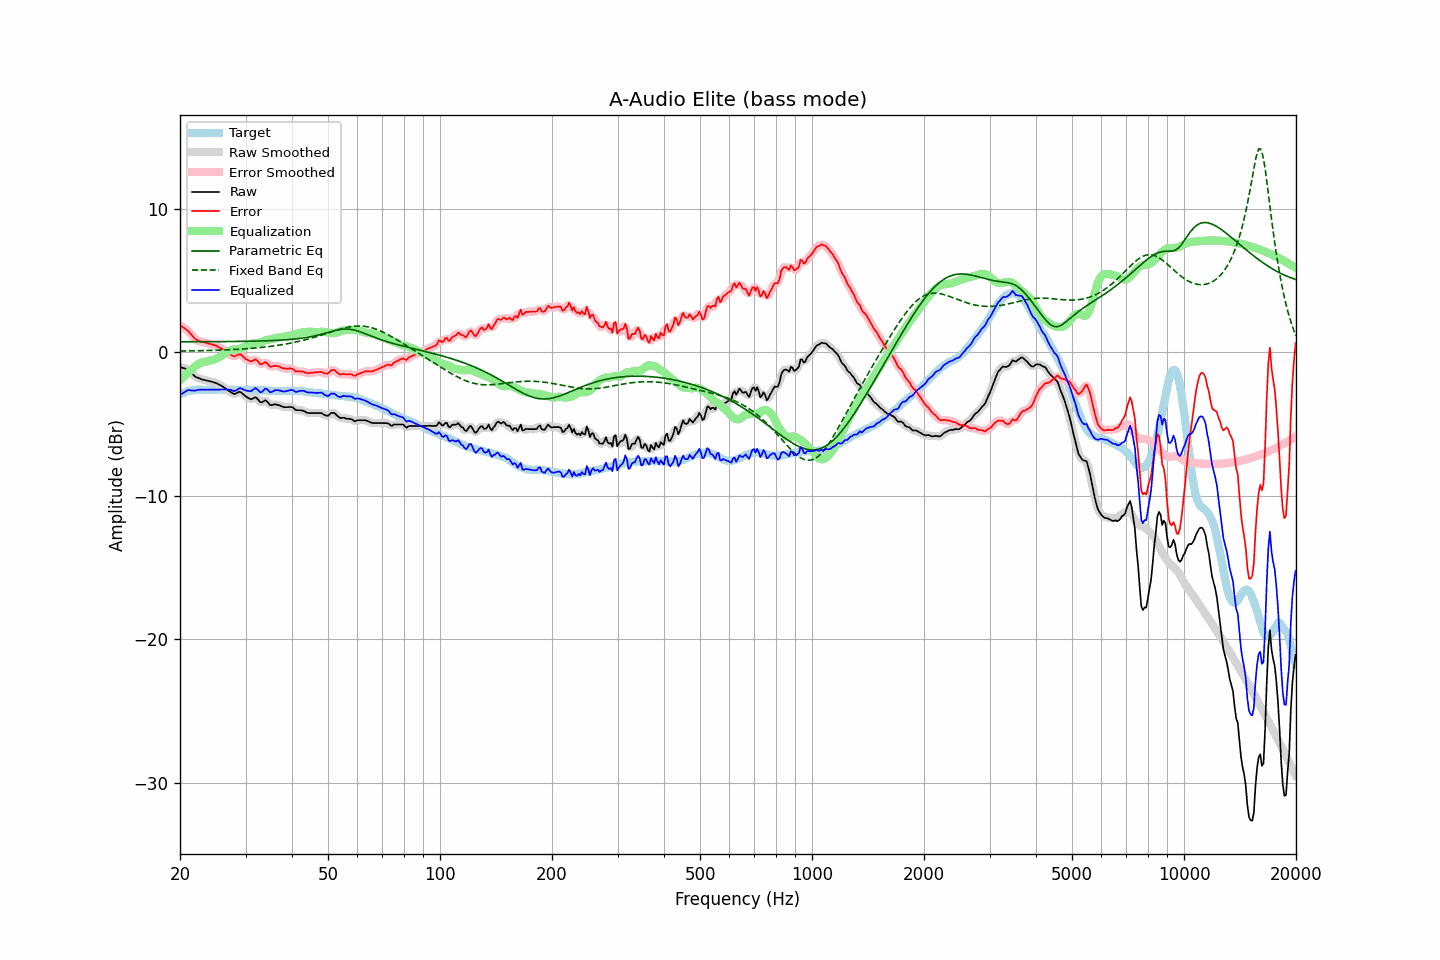 A-Audio Elite (bass mode)
Target
Raw Smoothed
Error Smoothed
Raw
Error
Equalization
Parametric Eq
Fixed Band Eq
Equalized
Amplitude (dBr)
10
0
−10
−20
−30
20 50 100 200 500 1000 2000 5000 10000 20000
Frequency (Hz)